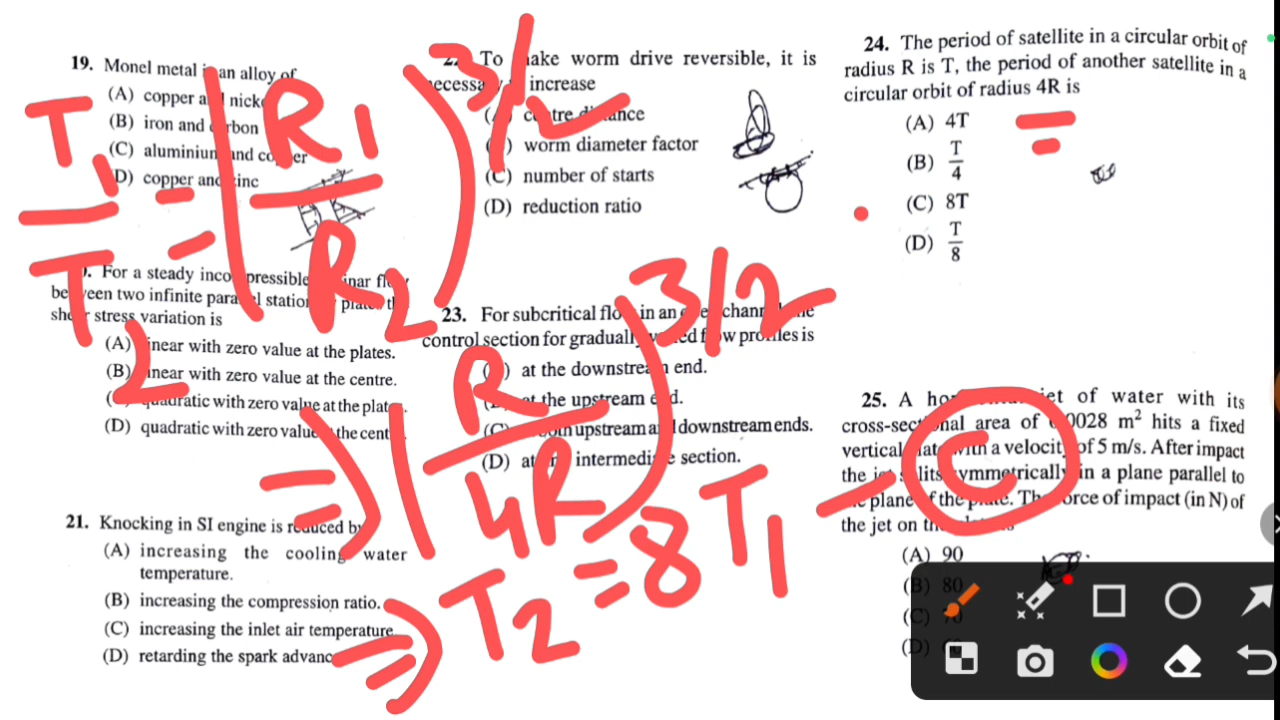 19. Monel metal is an alloy of
(A) copper and nickel
(B) iron and carbon
(C) aluminium and copper
(D) copper and zinc
For a steady incompressible laminar flow
between two infinite parallel stationary plates the
shear stress variation is
(A) linear with zero value at the plates.
(B) linear with zero value at the centre.
quadratic with zero value at the plates.
(D) quadratic with zero value at the centre
21. Knocking in SI engine is reduced by
(A) increasing the cooling water
temperature.
(B) increasing the compression ratio.
(C) increasing the inlet air temperature.
(D) retarding the spark advance
To make worm drive reversible, it is
necessary increase
centre distance
worm diameter factor
(C) number of starts
(D) reduction ratio
23. For subcritical flow in an open channel, the
control section for gradually varied flow profiles is
at the downstream end.
at the upstream end.
(C) both upstream and downstream ends.
(D) at intermediate section.
24. The period of satellite in a circular orbit of
radius R is T, the period of another satellite in a
circular orbit of radius 4R is
(A) 4T
(B) T/4
(C) 8T
(D) T/8
25. A horizontal jet of water with its
cross-sectional area of 0.0028 m² hits a fixed
vertical plate with a velocity of 5 m/s. After impact
the jet splits symmetrically in a plane parallel to
the plane of the plate. The force of impact (in N) of
the jet on the plate is
(A) 90
(B) 80
(C) 70
(D)
T1/T2 = (R1/R2)3/2
⇒ (R/4R)3/2
⇒ T2 = 8T1 - C